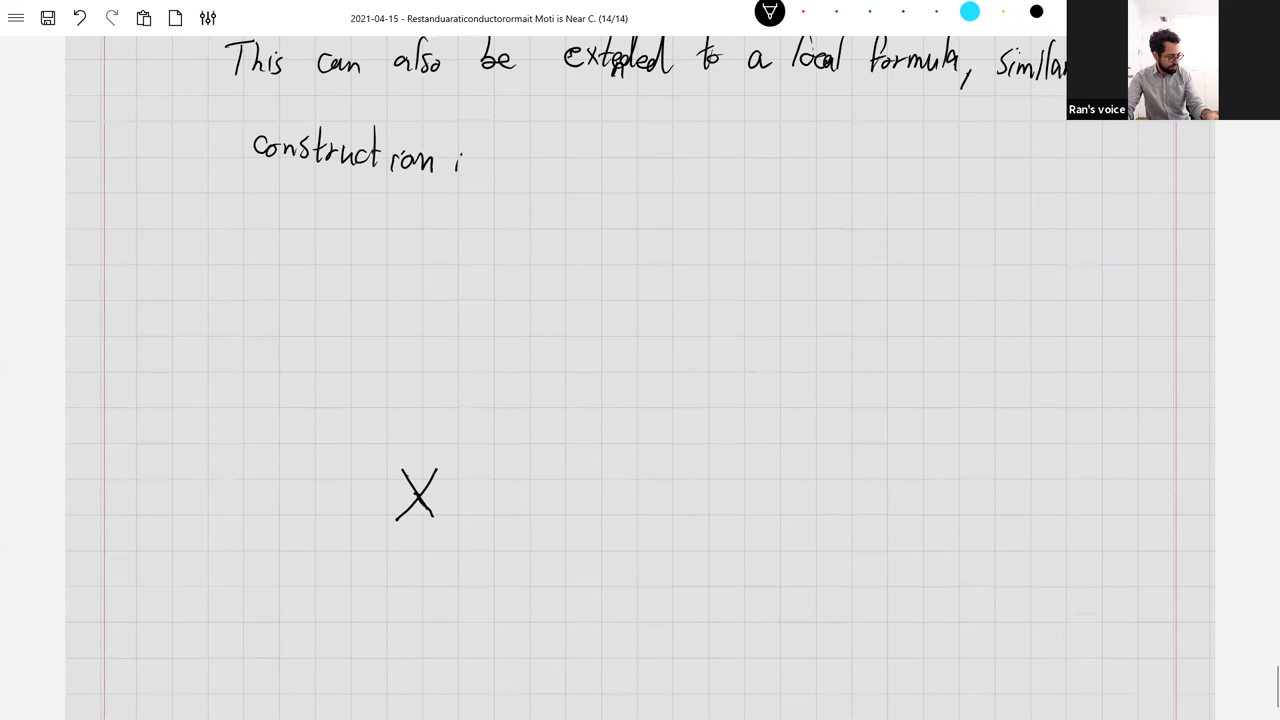 2021-04-15 - Restanduaraticonductorormait Moti is Near C. (14/14)
This can also be extended to a local formula, similar
Ran's voice
construction i
X